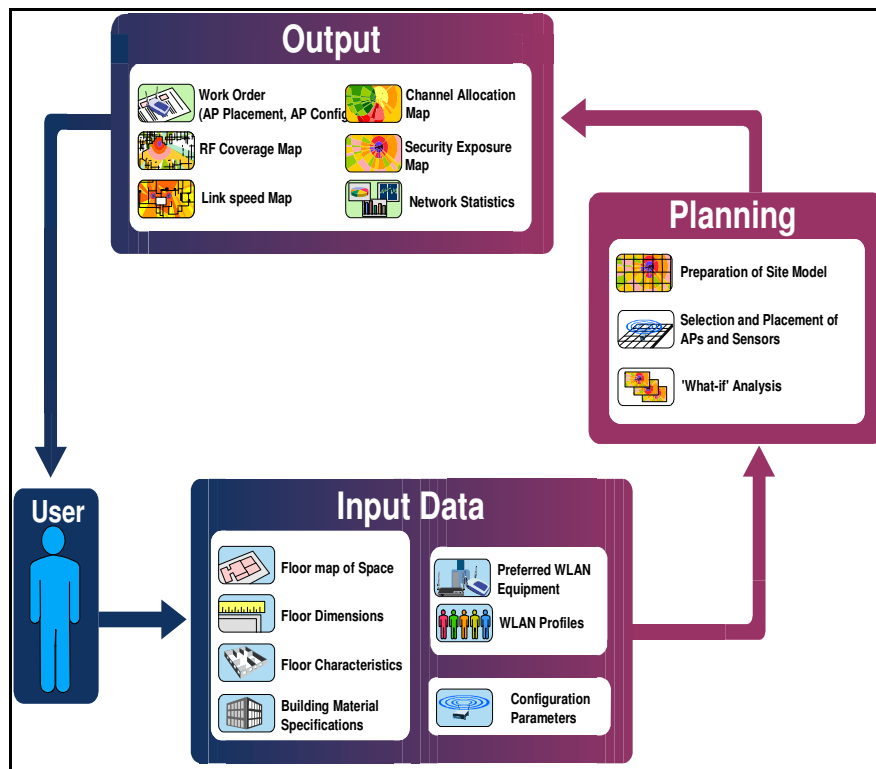 Output
Work Order
(AP Placement, AP Config
RF Coverage Map
Link speed Map
Channel Allocation
Map
Security Exposure
Map
Network Statistics
Planning
Preparation of Site Model
Selection and Placement of
APs and Sensors
'What-if' Analysis
User
Input Data
Floor map of Space
Floor Dimensions
Floor Characteristics
Building Material
Specifications
Preferred WLAN
Equipment
WLAN Profiles
Configuration
Parameters